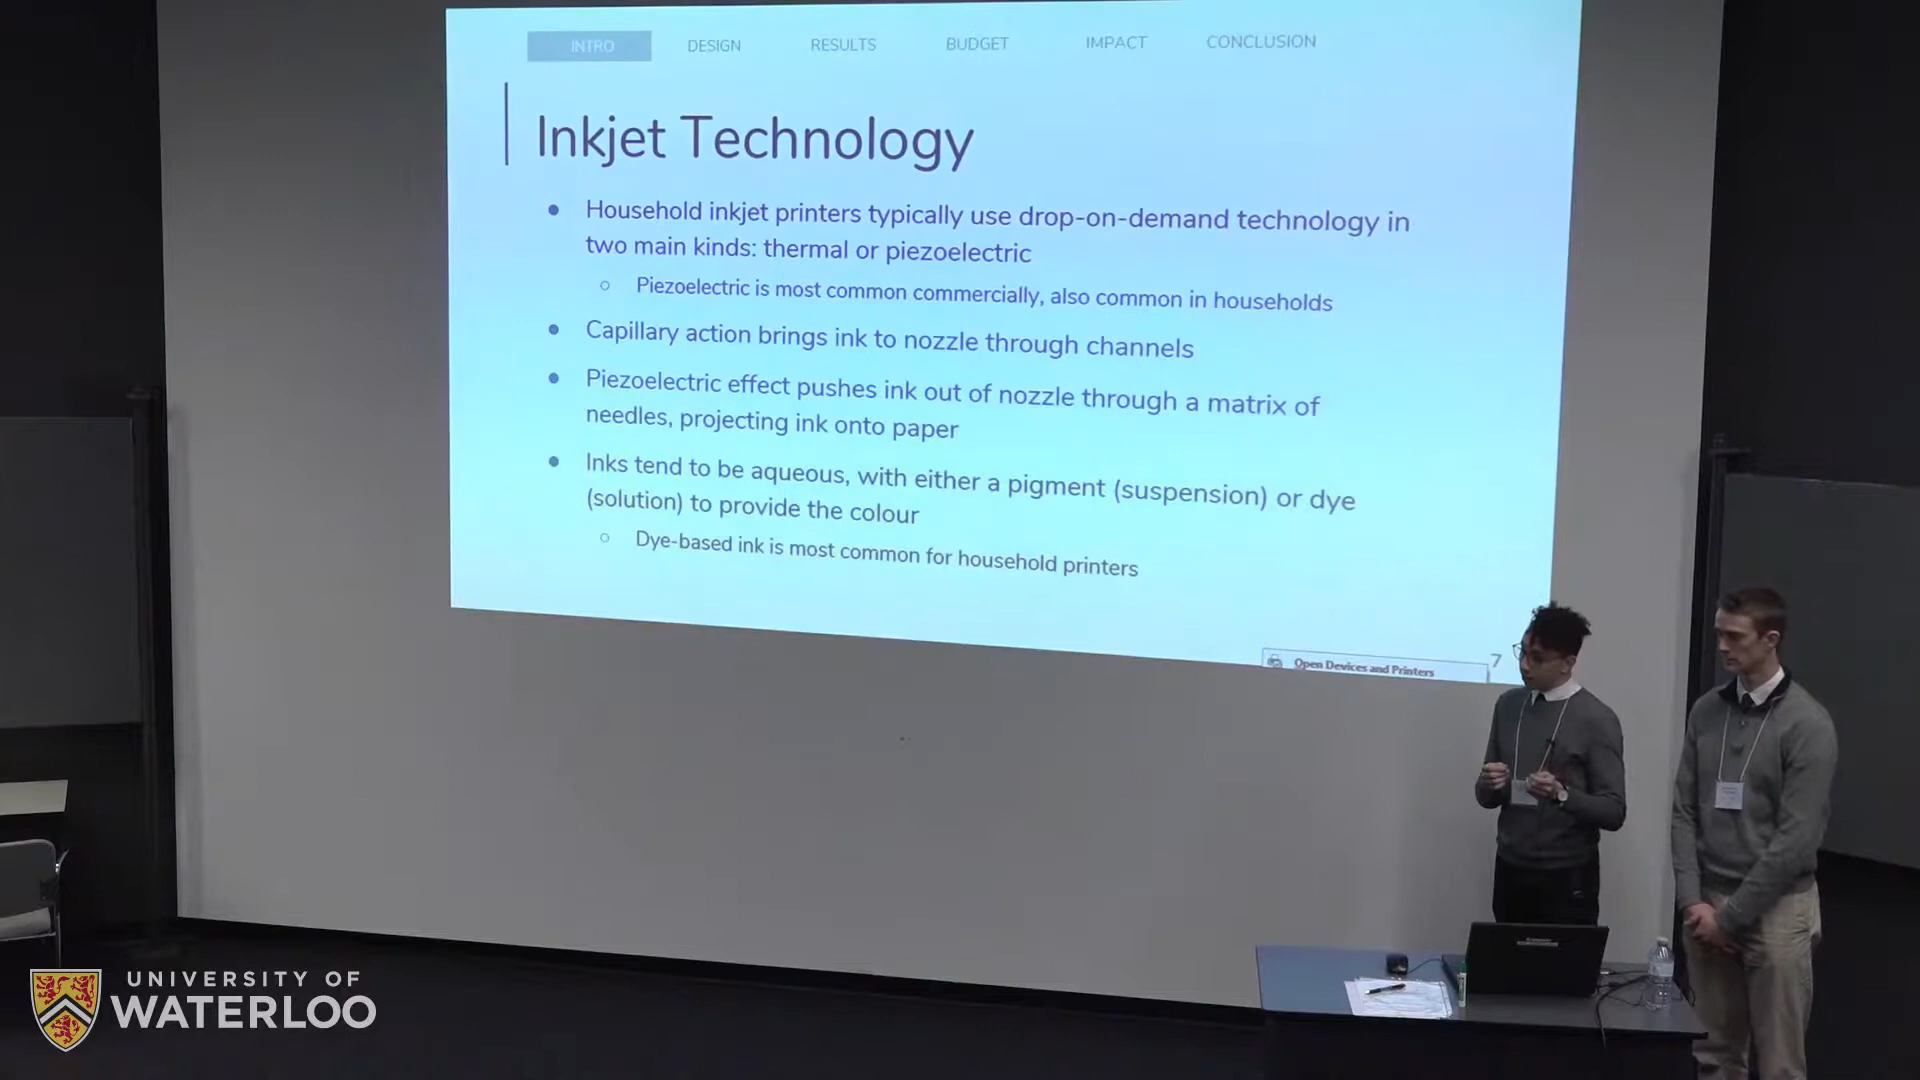 INTRO DESIGN RESULTS BUDGET IMPACT CONCLUSION
Inkjet Technology
● Household inkjet printers typically use drop-on-demand technology in
two main kinds: thermal or piezoelectric
○ Piezoelectric is most common commercially, also common in households
● Capillary action brings ink to nozzle through channels
● Piezoelectric effect pushes ink out of nozzle through a matrix of
needles, projecting ink onto paper
● Inks tend to be aqueous, with either a pigment (suspension) or dye
(solution) to provide the colour
○ Dye-based ink is most common for household printers
Open Devices and Printers
7
UNIVERSITY OF
WATERLOO